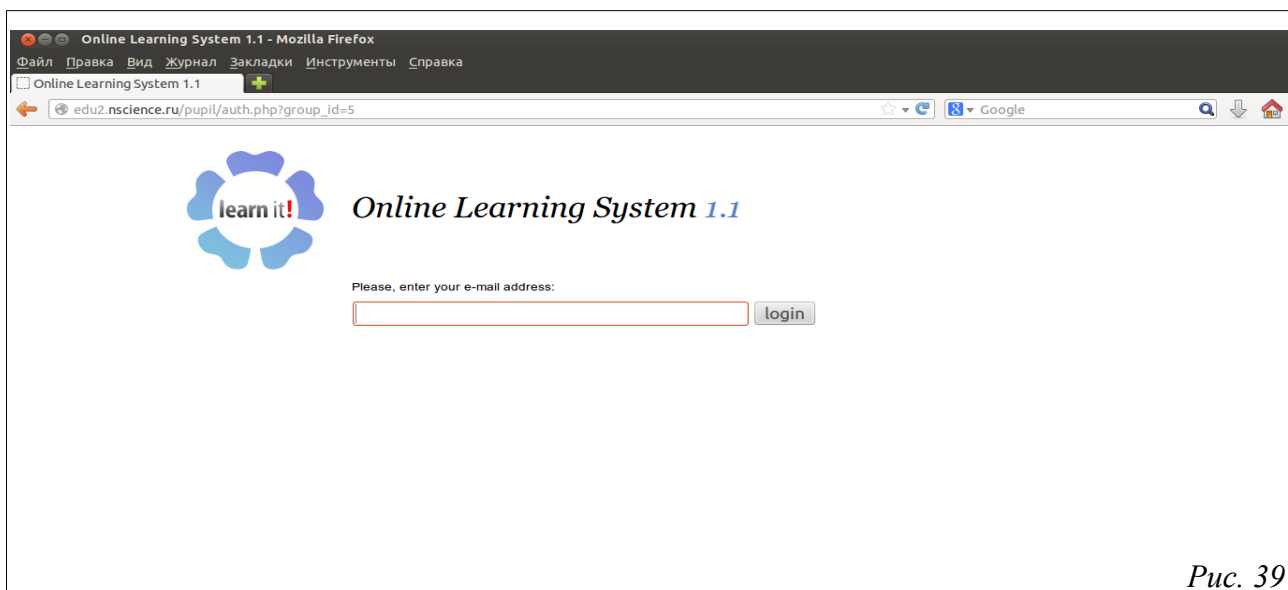 Online Learning System 1.1 - Mozilla Firefox
Файл Правка Вид Журнал Закладки Инструменты Справка
Online Learning System 1.1
edu2.nscience.ru/pupil/auth.php?group_id=5
8 Google
learn it!
Online Learning System 1.1
Please, enter your e-mail address:
login
Рис. 39